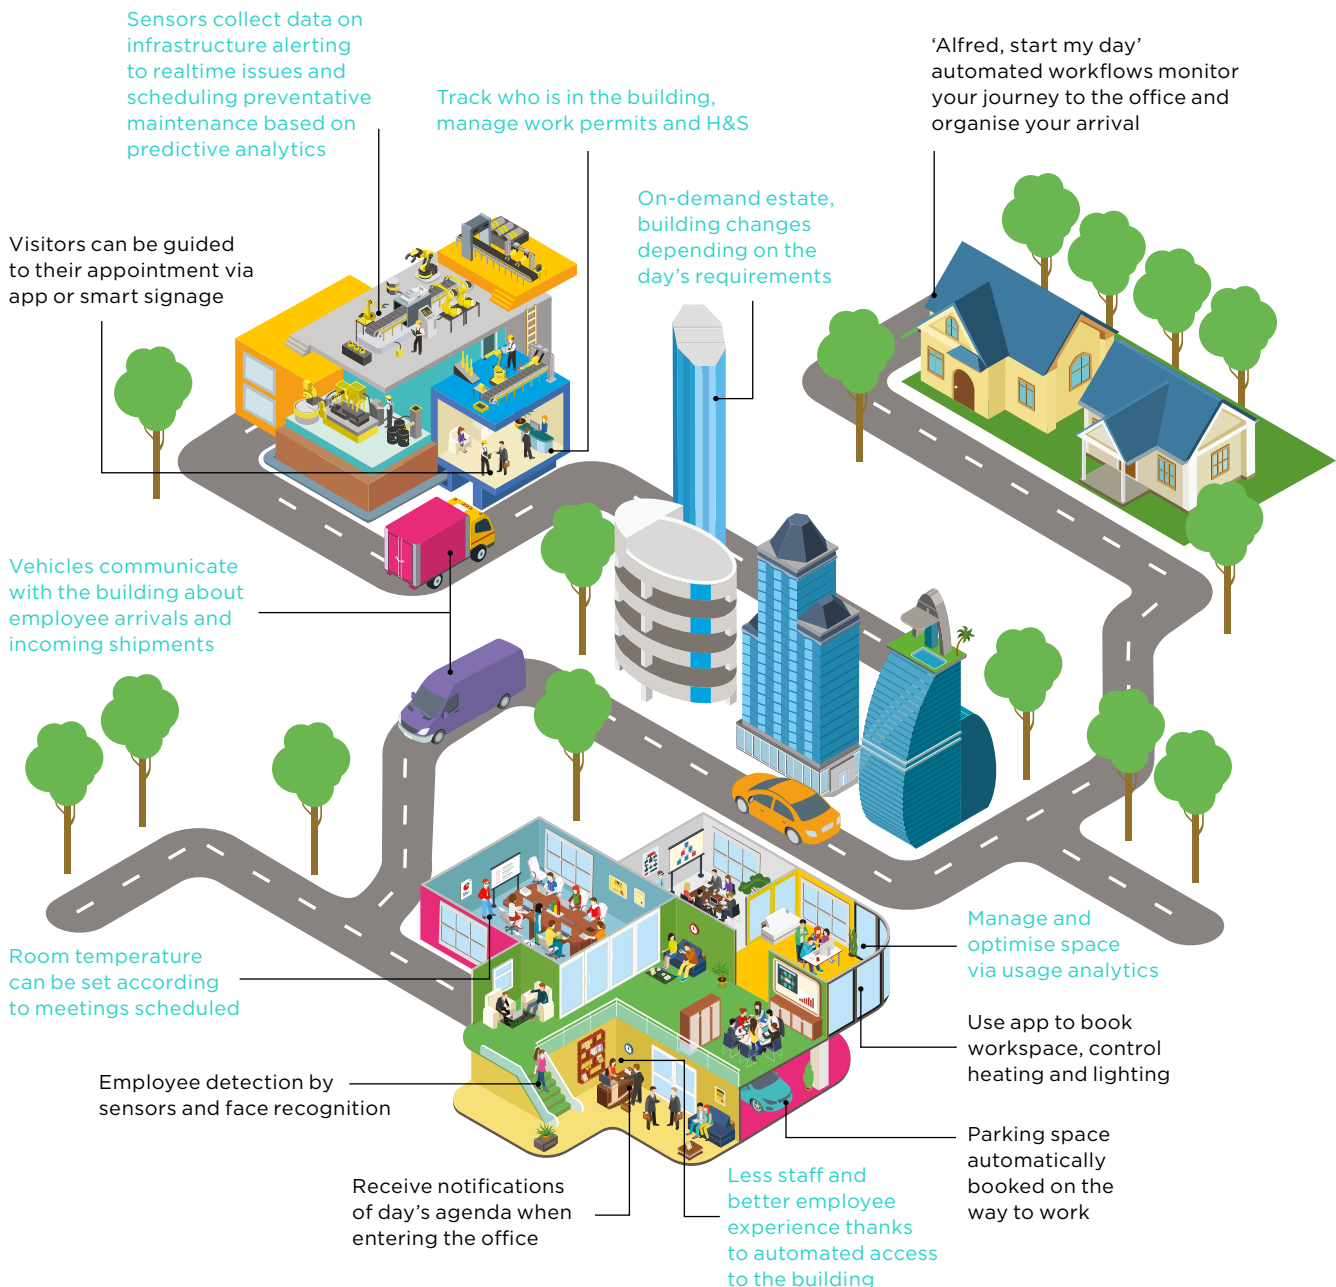 Sensors collect data on
infrastructure alerting
to realtime issues and
scheduling preventative
maintenance based on
predictive analytics
Track who is in the building,
manage work permits and H&S
‘Alfred, start my day’
automated workflows monitor
your journey to the office and
organise your arrival
On-demand estate,
building changes
depending on the
day’s requirements
Visitors can be guided
to their appointment via
app or smart signage
Vehicles communicate
with the building about
employee arrivals and
incoming shipments
Room temperature
can be set according
to meetings scheduled
Manage and
optimise space
via usage analytics
Use app to book
workspace, control
heating and lighting
Employee detection by
sensors and face recognition
Parking space
automatically
booked on the
way to work
Receive notifications
of day’s agenda when
entering the office
Less staff and
better employee
experience thanks
to automated access
to the building